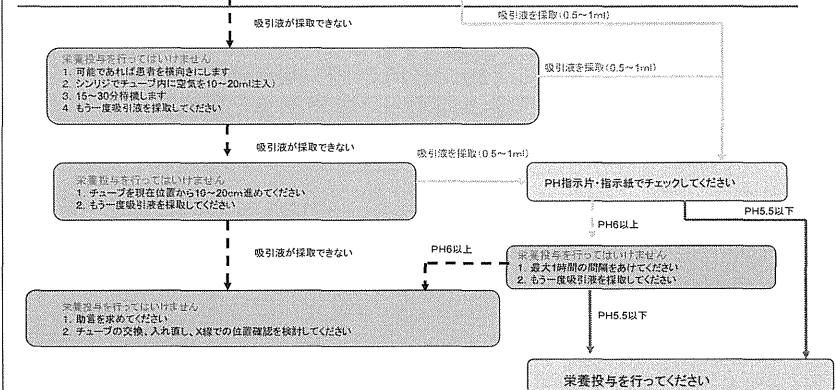 吸引液が採取できない
吸引液を採取(0.5～1ml)
栄養投与を行ってはいけません
1. 可能であれば患者を横向きにします
2. シンリジでチューブ内に空気を10～20ml注入)
3. 15～30分待機します
4. もう一度吸引液を採取してください
吸引液を採取(0.5～1ml)
吸引液が採取できない
吸引液を採取(0.5～1ml)
栄養投与を行ってはいけません
1. チューブを現在位置から10～20cm進めてください
2. もう一度吸引液を採取してください
PH指示片・指示紙でチェックしてください
PH6以上
PH5.5以下
吸引液が採取できない
PH6以上
栄養投与を行ってはいけません
1. 最大1時間の間隔をあけてください
2. もう一度吸引液を採取してください
栄養投与を行ってはいけません
1. 助言を求めてください
2. チューブの交換、入れ直し、X線での位置確認を検討してください
PH5.5以下
栄養投与を行ってください